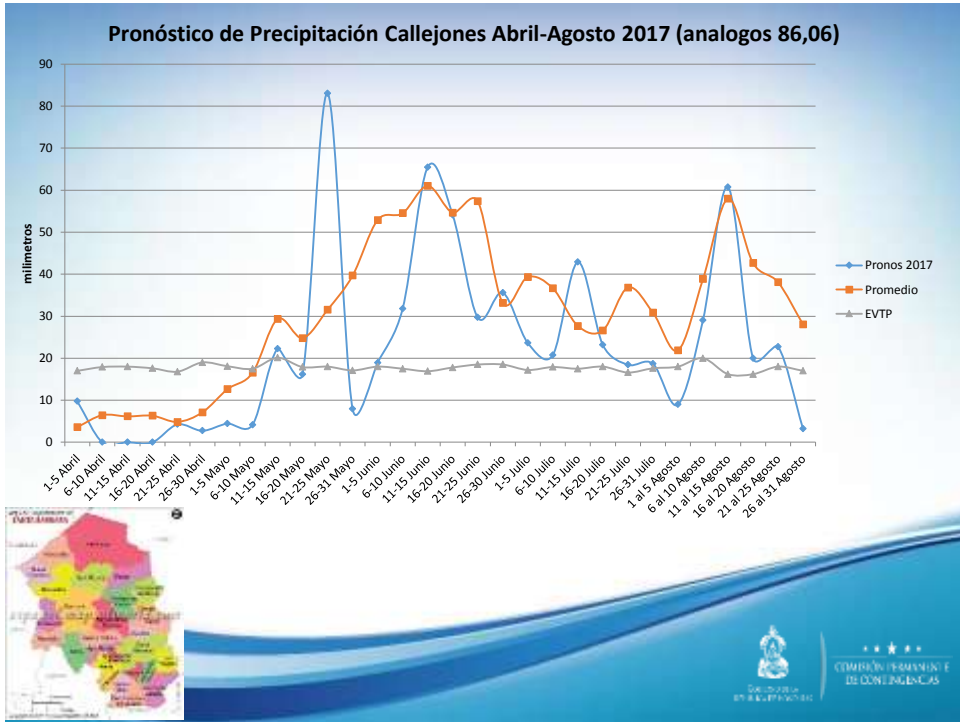 Pronóstico de Precipitación Callejones Abril-Agosto 2017 (analogos 86,06)
90
80
70
60
50
40
30
20
10
0
milimetros
1-5 Abril
6-10 Abril
11-15 Abril
16-20 Abril
21-25 Abril
26-30 Abril
1-5 Mayo
6-10 Mayo
11-15 Mayo
16-20 Mayo
21-25 Mayo
26-31 Mayo
1-5 Junio
6-10 Junio
11-15 Junio
16-20 Junio
21-25 Junio
26-30 Junio
1-5 Julio
6-10 Julio
11-15 Julio
16-20 Julio
21-25 Julio
26-31 Julio
1 al 5 Agosto
6 al 10 Agosto
11 al 15 Agosto
16 al 20 Agosto
21 al 25 Agosto
26 al 31 Agosto
Pronos 2017
Promedio
EVTP
GOBIERNO DE LA
REPÚBLICA DE HONDURAS
COMISIÓN PERMANENTE
DE CONTINGENCIAS